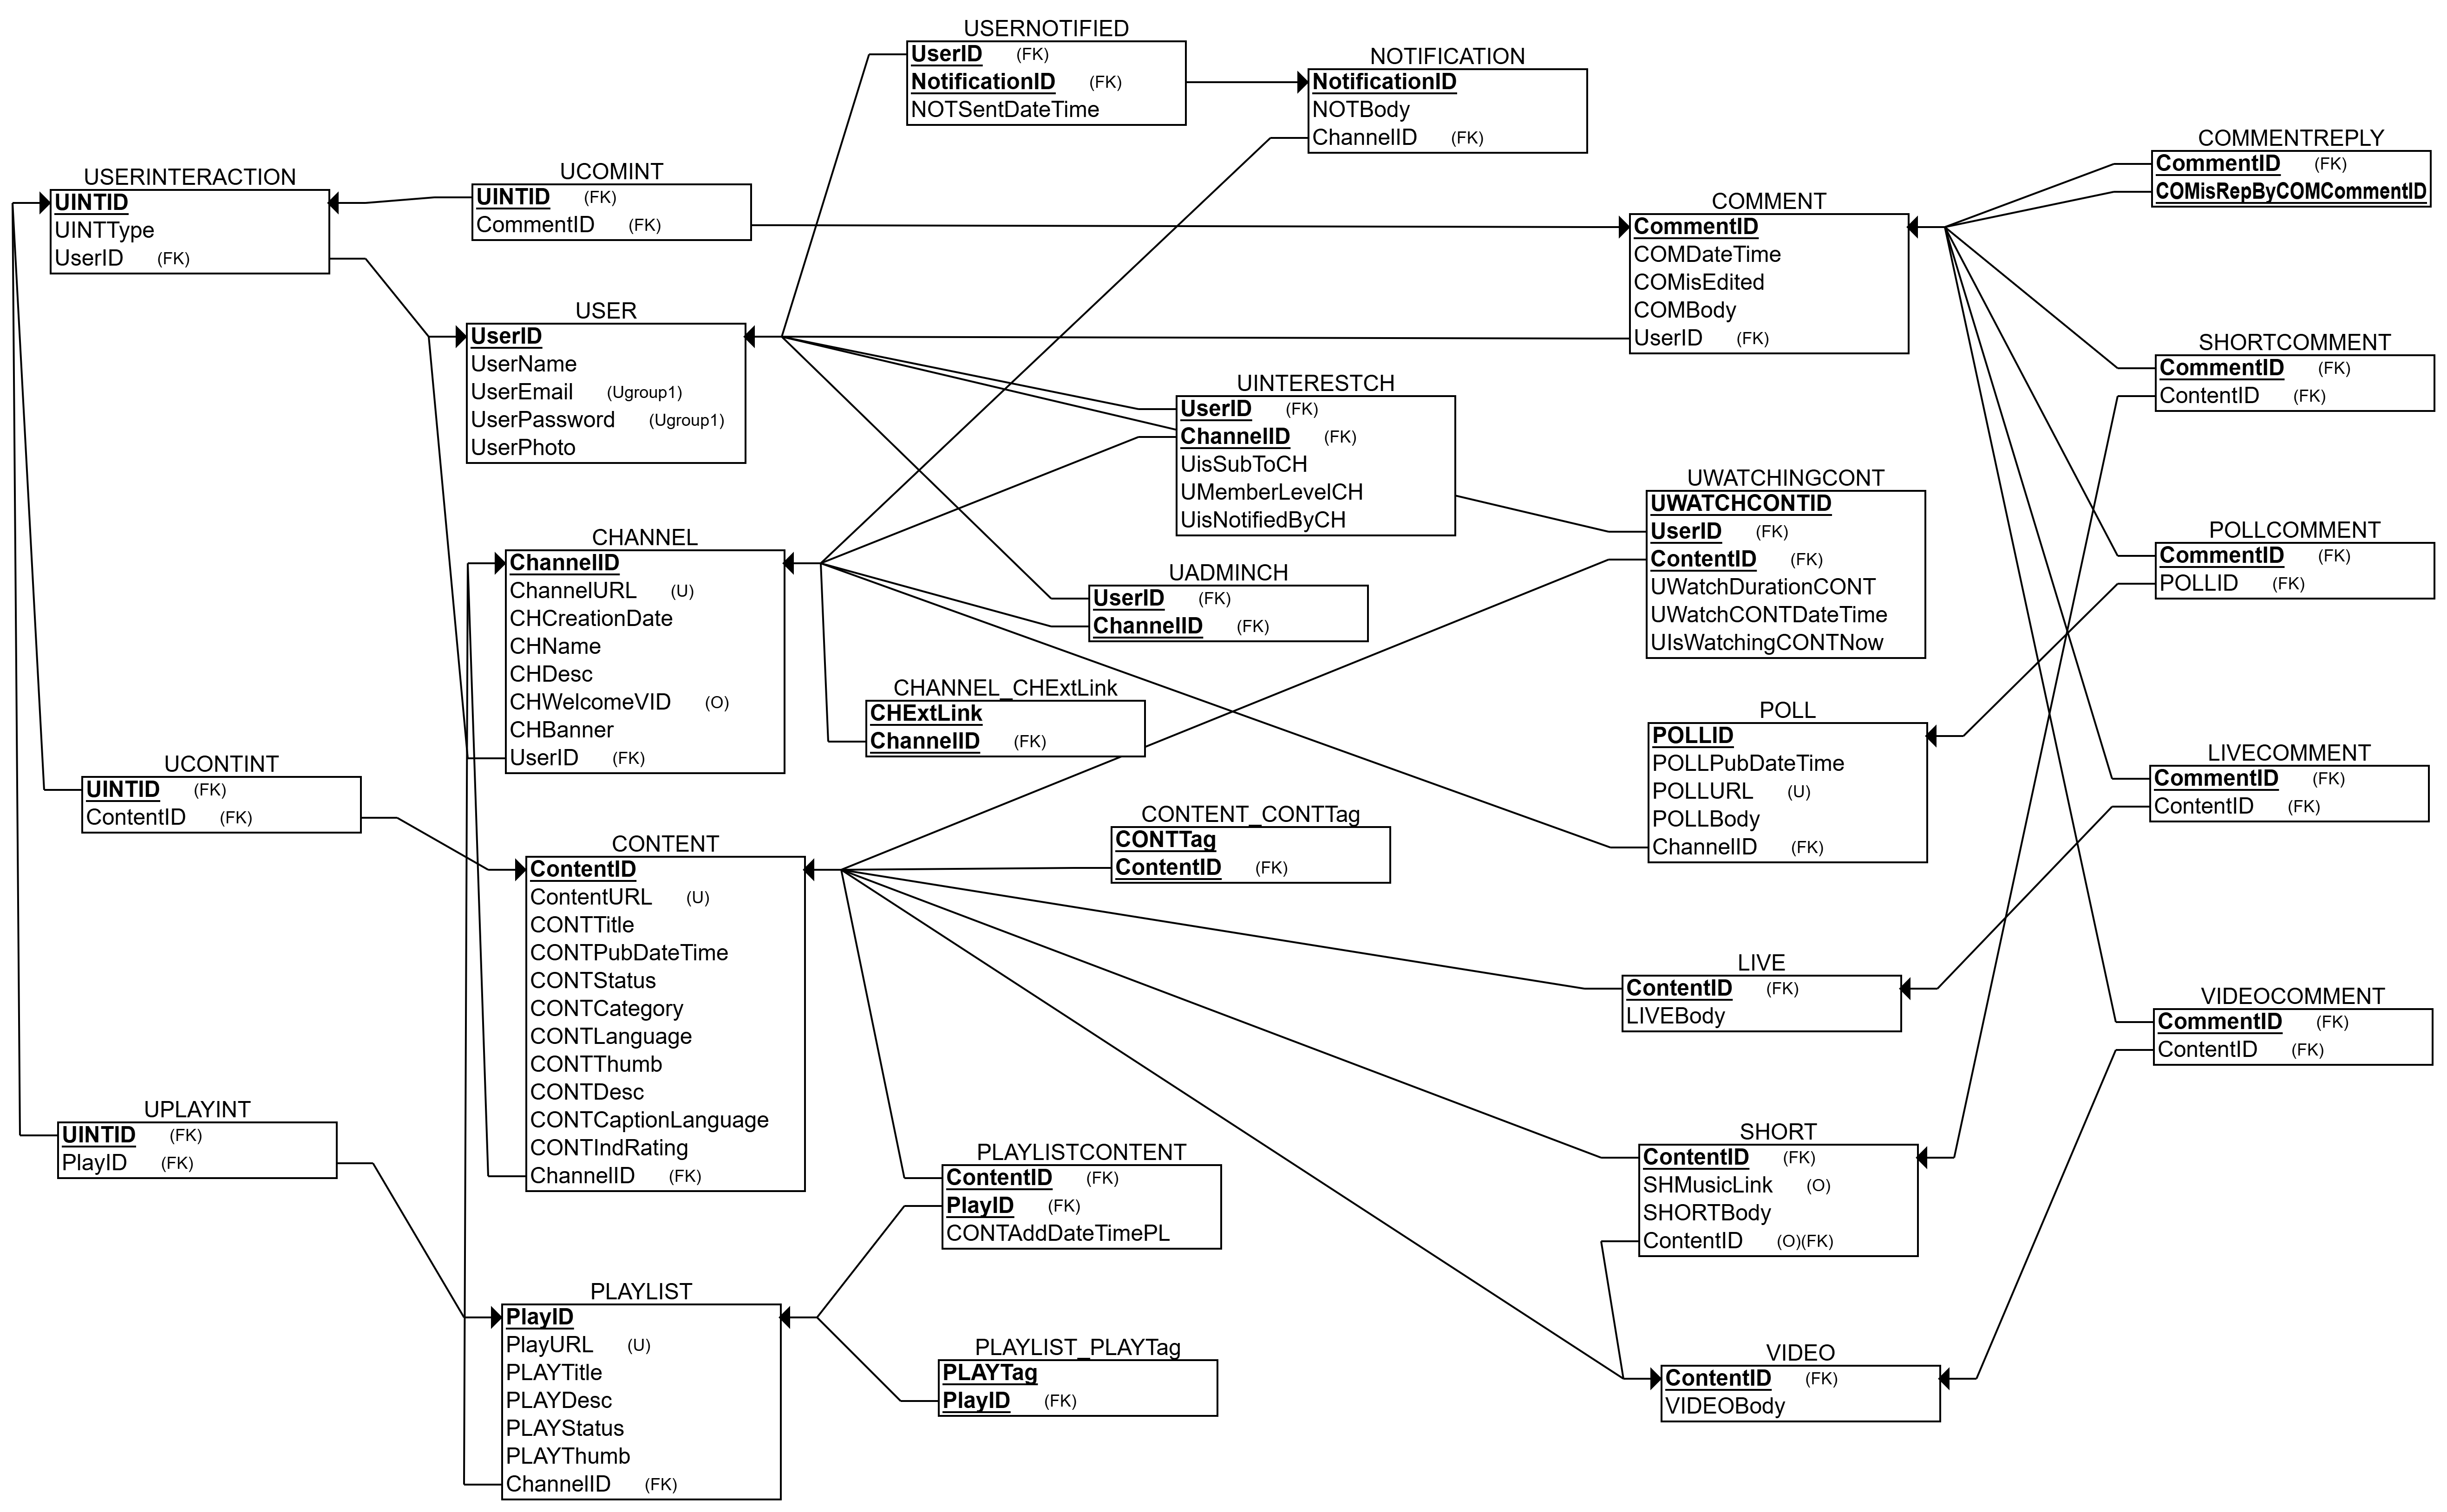 USERNOTIFIED
UserID (FK)
NotificationID (FK)
NOTSentDateTime
NOTIFICATION
NotificationID
NOTBody
ChannelID (FK)
COMMENTREPLY
CommentID (FK)
COMisRepByCOMCommentID
USERINTERACTION
UINTID
UINTType
UserID (FK)
UCOMINT
UINTID (FK)
CommentID (FK)
COMMENT
CommentID
COMDateTime
COMisEdited
COMBody
UserID (FK)
USER
UserID
UserName
UserEmail (Ugroup1)
UserPassword (Ugroup1)
UserPhoto
SHORTCOMMENT
CommentID (FK)
ContentID (FK)
UINTERESTCH
UserID (FK)
ChannelID (FK)
UisSubToCH
UMemberLevelCH
UisNotifiedByCH
UWATCHINGCONT
UWATCHCONTID
UserID (FK)
ContentID (FK)
UWatchDurationCONT
UWatchCONTDateTime
UIsWatchingCONTNow
POLLCOMMENT
CommentID (FK)
POLLID (FK)
CHANNEL
ChannelID
ChannelURL (U)
CHCreationDate
CHName
CHDesc
CHWelcomeVID (O)
CHBanner
UserID (FK)
UADMINCH
UserID (FK)
ChannelID (FK)
CHANNEL_CHExtLink
CHExtLink
ChannelID (FK)
POLL
POLLID
POLLPubDateTime
POLLURL (U)
POLLBody
ChannelID (FK)
LIVECOMMENT
CommentID (FK)
ContentID (FK)
UCONTINT
UINTID (FK)
ContentID (FK)
CONTENT_CONTTag
CONTTag
ContentID (FK)
CONTENT
ContentID
ContentURL (U)
CONTTitle
CONTPubDateTime
CONTStatus
CONTCategory
CONTLanguage
CONTThumb
CONTDesc
CONTCaptionLanguage
CONTIndRating
ChannelID (FK)
LIVE
ContentID (FK)
LIVEBody
VIDEOCOMMENT
CommentID (FK)
ContentID (FK)
UPLAYINT
UINTID (FK)
PlayID (FK)
SHORT
ContentID (FK)
SHMusicLink (O)
SHORTBody
ContentID (O)(FK)
PLAYLISTCONTENT
ContentID (FK)
PlayID (FK)
CONTAddDateTimePL
PLAYLIST
PlayID
PlayURL (U)
PLAYTitle
PLAYDesc
PLAYStatus
PLAYThumb
ChannelID (FK)
PLAYLIST_PLAYTag
PLAYTag
PlayID (FK)
VIDEO
ContentID (FK)
VIDEOBody